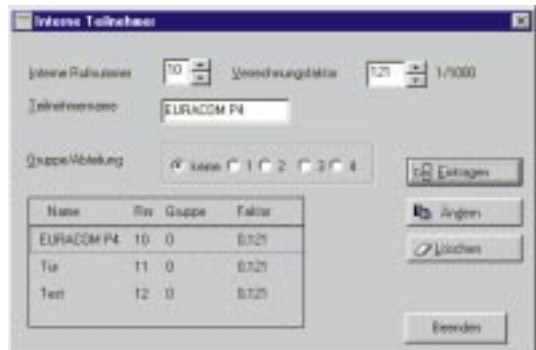 Interne Teilnehmer
Interne Rufnummer 10 Verrechnungsfaktor 121 1/1000
Teilnehmername EURACOM P4
Gruppe/Abteilung keine 1 2 3 4
Eintragen
Name Rnr Gruppe Faktor
Ändern
EURACOM P4 10 0 0,121
Löschen
Tür 11 0 0,121
Text 12 0 0,121
Beenden